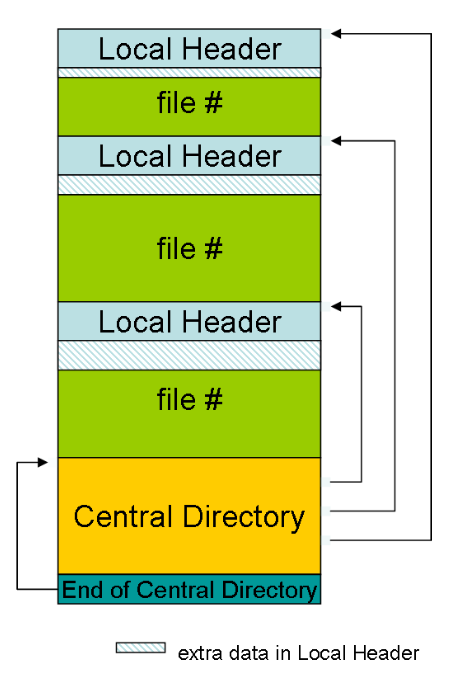 Local Header
file #
Local Header
file #
Local Header
file #
Central Directory
End of Central Directory
extra data in Local Header